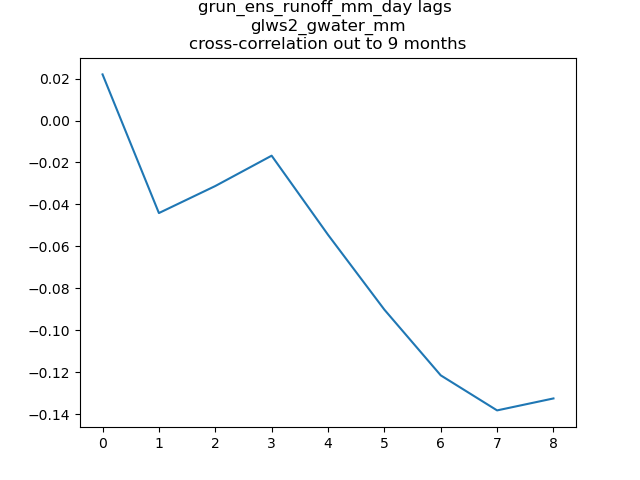 grun_ens_runoff_mm_day lags
glws2_gwater_mm
cross-correlation out to 9 months
0.02
0.00
−0.02
−0.04
−0.06
−0.08
−0.10
−0.12
−0.14
0 1 2 3 4 5 6 7 8